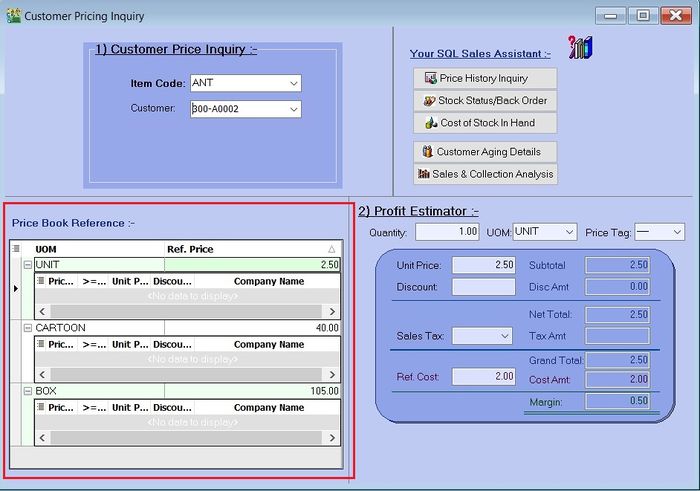 Customer Pricing Inquiry
1) Customer Price Inquiry :-
Item Code: ANT
Customer: 300-A0002
Your SQL Sales Assistant :-
Price History Inquiry
Stock Status/Back Order
Cost of Stock In Hand
Customer Aging Details
Sales & Collection Analysis
Price Book Reference :-
UOM Ref. Price
UNIT 2.50
Pric... >=... Unit P... Discou... Company Name
<No data to display>
CARTOON 40.00
Pric... >=... Unit P... Discou... Company Name
<No data to display>
BOX 105.00
Pric... >=... Unit P... Discou... Company Name
<No data to display>
2) Profit Estimator :-
Quantity: 1.00 UOM: UNIT Price Tag: —
Unit Price: 2.50 Subtotal 2.50
Discount: Disc Amt 0.00
Net Total: 2.50
Sales Tax: Tax Amt
Grand Total: 2.50
Ref. Cost: 2.00 Cost Amt: 2.00
Margin: 0.50